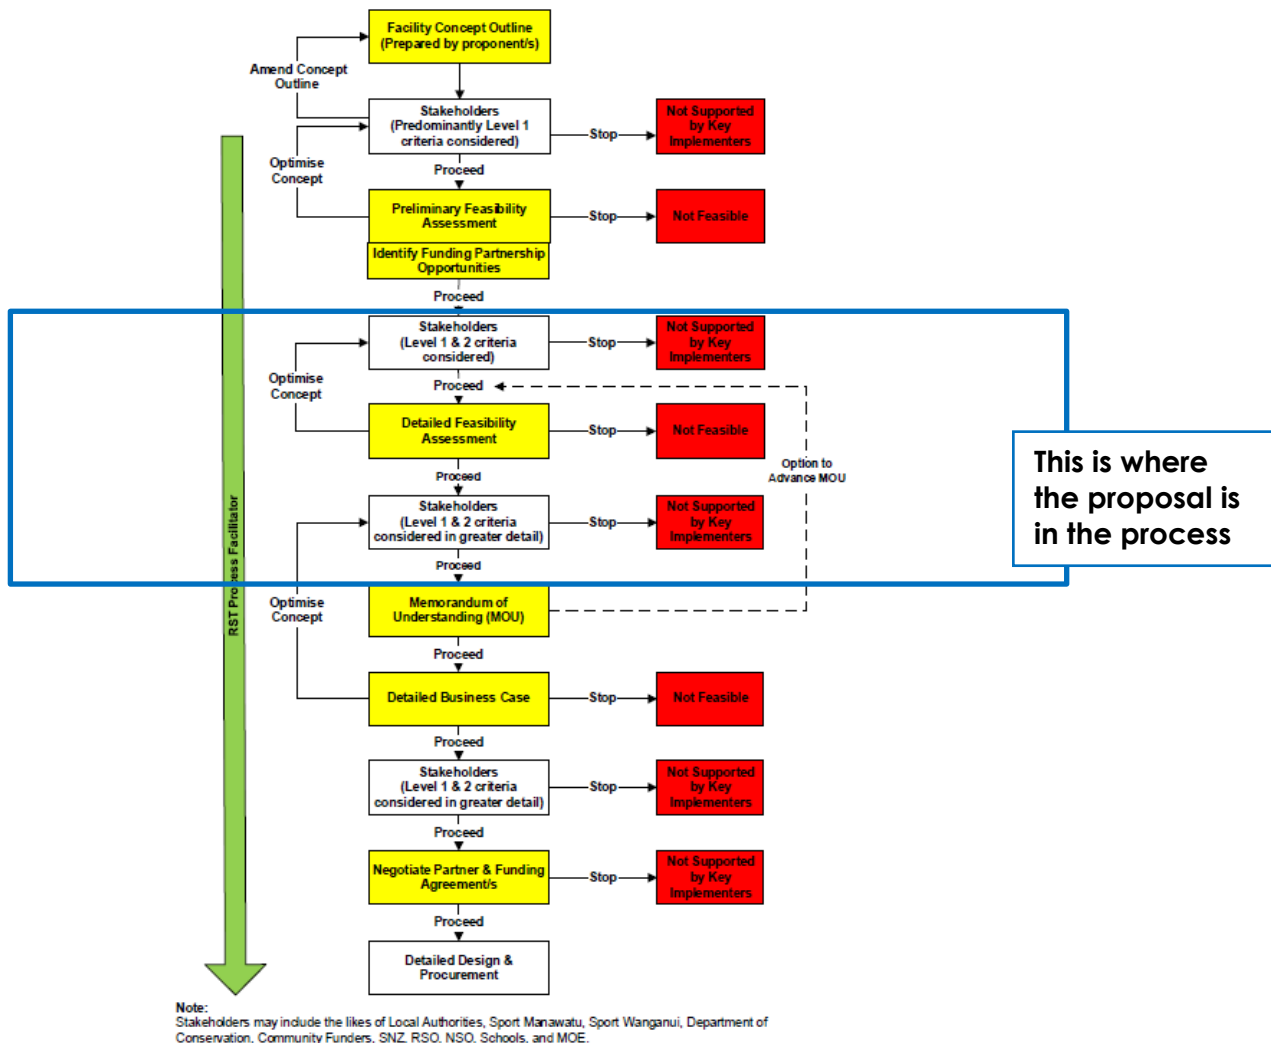 Facility Concept Outline
(Prepared by proponent/s)
Amend Concept
Outline
Stakeholders
(Predominantly Level 1
criteria considered)
Stop
Not Supported
by Key
Implementers
Optimise
Concept
Proceed
Preliminary Feasibility
Assessment
Stop
Not Feasible
Identify Funding Partnership
Opportunities
Proceed
Stakeholders
(Level 1 & 2 criteria
considered)
Stop
Not Supported
by Key
Implementers
Optimise
Concept
Proceed
Detailed Feasibility
Assessment
Stop
Not Feasible
Option to
Advance MOU
This is where
the proposal is
in the process
Proceed
Stakeholders
(Level 1 & 2 criteria
considered in greater detail)
Stop
Not Supported
by Key
Implementers
Proceed
RST Process Facilitator
Optimise
Concept
Memorandum of
Understanding (MOU)
Proceed
Detailed Business Case
Stop
Not Feasible
Proceed
Stakeholders
(Level 1 & 2 criteria
considered in greater detail)
Stop
Not Supported
by Key
Implementers
Proceed
Negotiate Partner & Funding
Agreement/s
Stop
Not Supported
by Key
Implementers
Proceed
Detailed Design &
Procurement
Note:
Stakeholders may include the likes of Local Authorities, Sport Manawatu, Sport Wanganui, Department of
Conservation, Community Funders, SNZ, RSO, NSO, Schools, and MOE.